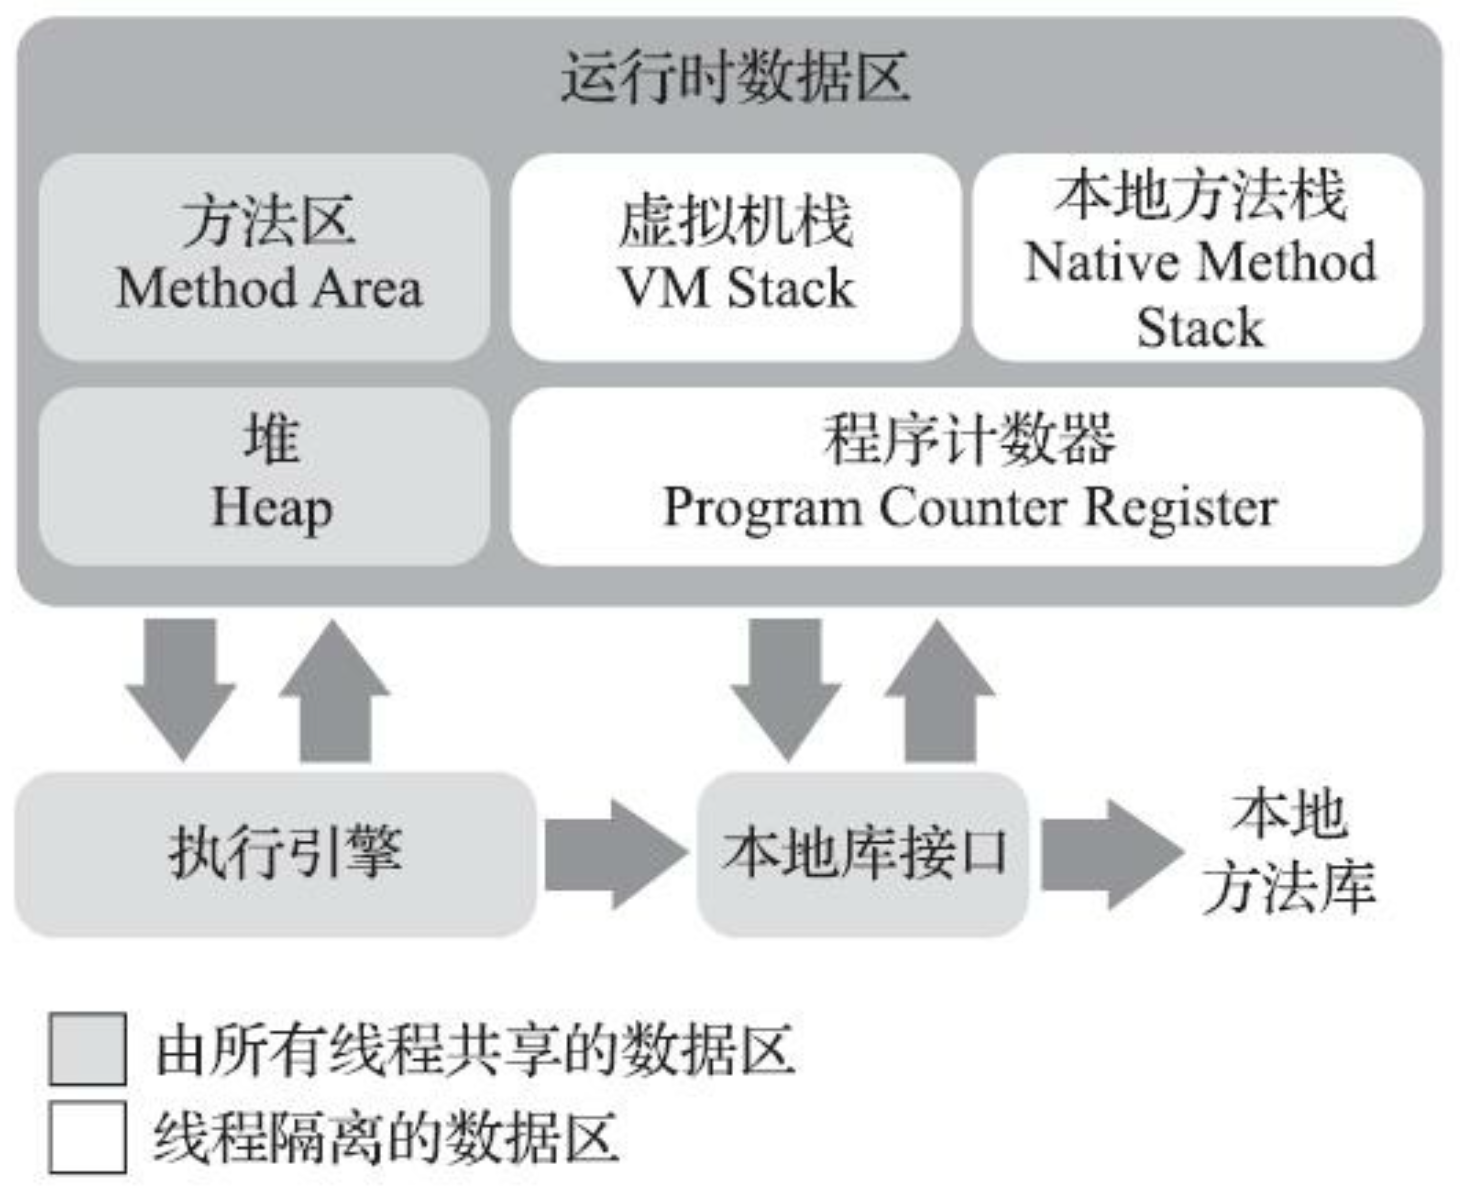 运行时数据区
方法区
Method Area
虚拟机栈
VM Stack
本地方法栈
Native Method
Stack
堆
Heap
程序计数器
Program Counter Register
执行引擎
本地库接口
本地
方法库
由所有线程共享的数据区
线程隔离的数据区